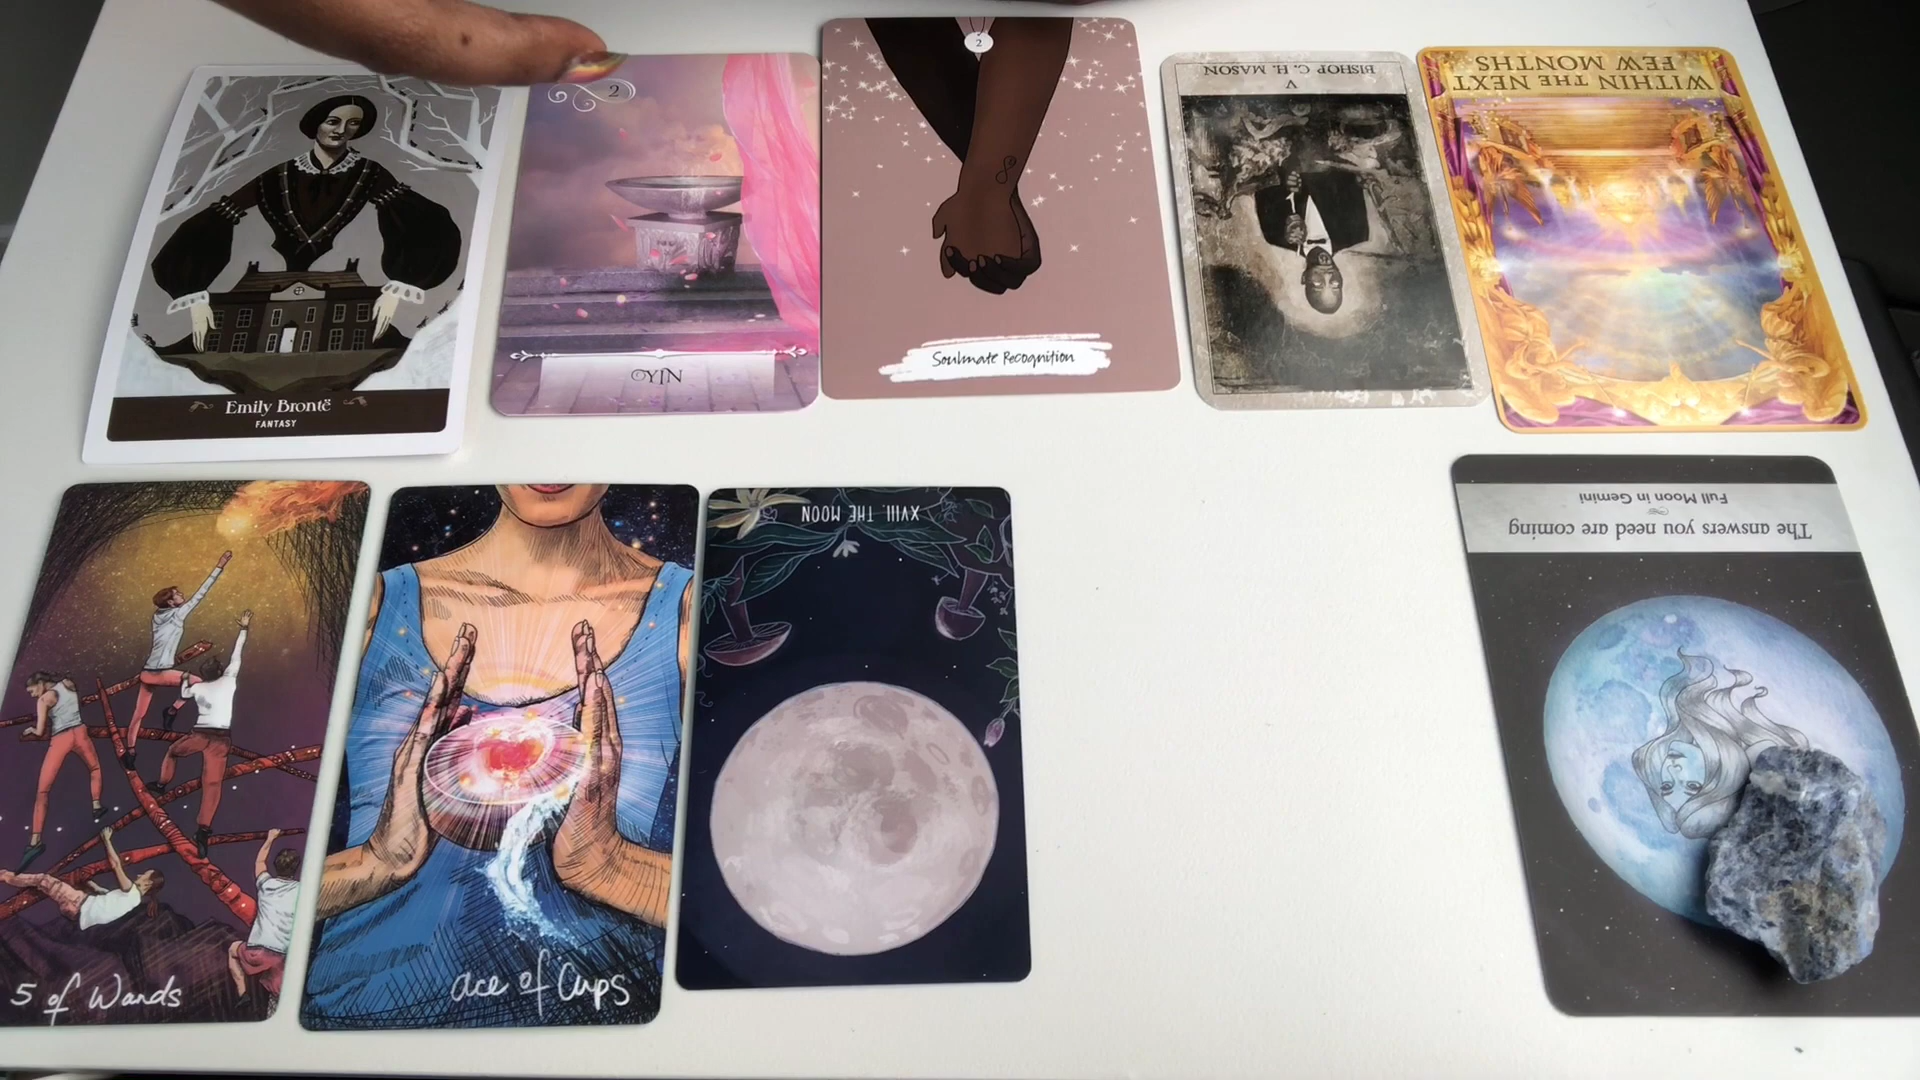 Emily Brontë
FANTASY
2
YIN
2
Soulmate Recognition
BISHOP C. H. MASON
V
WITHIN THE NEXT
FEW MONTHS
5 of Wands
ace of Cups
XVIII. THE MOON
The answers you need are coming
Full Moon in Gemini